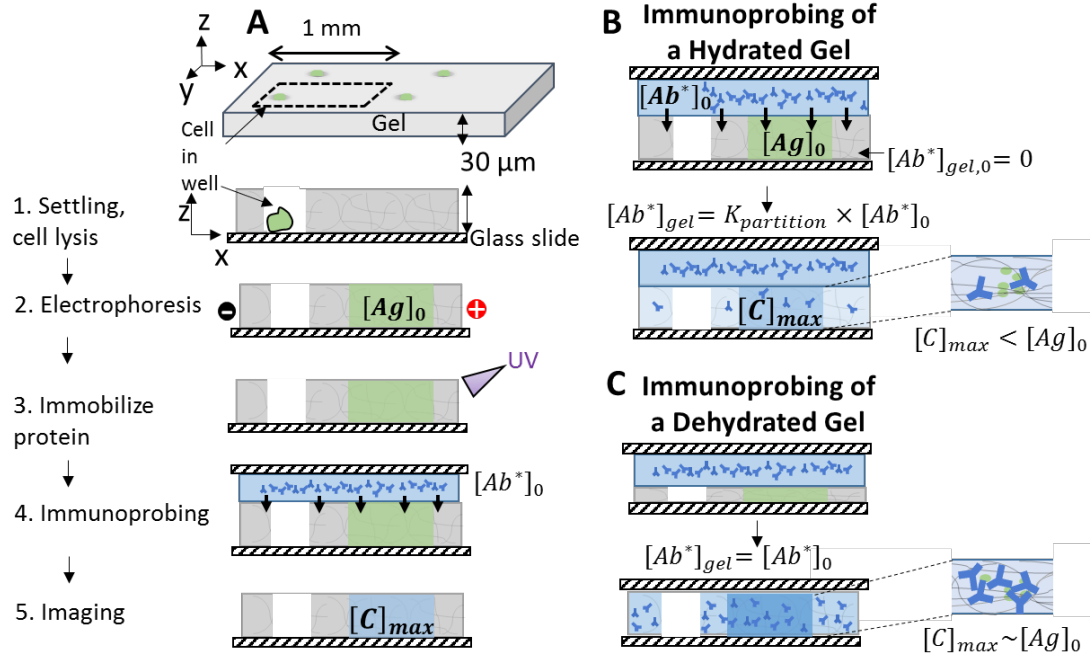 A
z
y
x
1 mm
Gel
30 µm
Cell
in
well
z
x
Glass slide
1. Settling,
cell lysis
2. Electrophoresis
-
[Ag]₀
+
3. Immobilize
protein
UV
4. Immunoprobing
[Ab*]₀
5. Imaging
[C]ₘₐₓ
B Immunoprobing of
a Hydrated Gel
[Ab*]₀
[Ag]₀
[Ab*]gel,0 = 0
[Ab*]gel = Kpartition × [Ab*]₀
[C]ₘₐₓ
[C]ₘₐₓ < [Ag]₀
C Immunoprobing of
a Dehydrated Gel
[Ab*]gel = [Ab*]₀
[C]ₘₐₓ~[Ag]₀